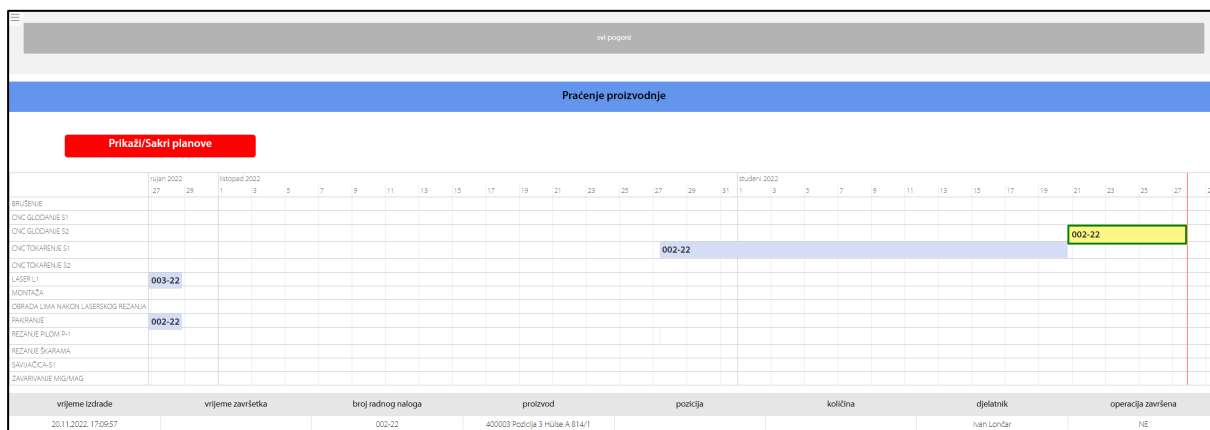 svi pogoni
Praćenje proizvodnje
Prikaži/Sakri planove
rujan 2022 listopad 2022 studeni 2022
27 29 1 3 5 7 9 11 13 15 17 19 21 23 25 27 29 31 1 3 5 7 9 11 13 15 17 19 21 23 25 27
BRUŠENJE
CNC GLODANJE S1
CNC GLODANJE S2 002-22
CNC TOKARENJE S1 002-22
CNC TOKARENJE S2
LASER L1 003-22
MONTAŽA
OBRADA LIMA NAKON LASERSKOG REZANJA
PAKIRANJE 002-22
REZANJE PILOM P-1
REZANJE ŠKARAMA
SAVIJAČICA-S1
ZAVARIVANJE MIG/MAG
vrijeme izdrade vrijeme završetka broj radnog naloga proizvod pozicija količina djelatnik operacija završena
20.11.2022. 17:09:57 002-22 400003 Pozicija 3 Hülse A 814/1 Ivan Lončar NE